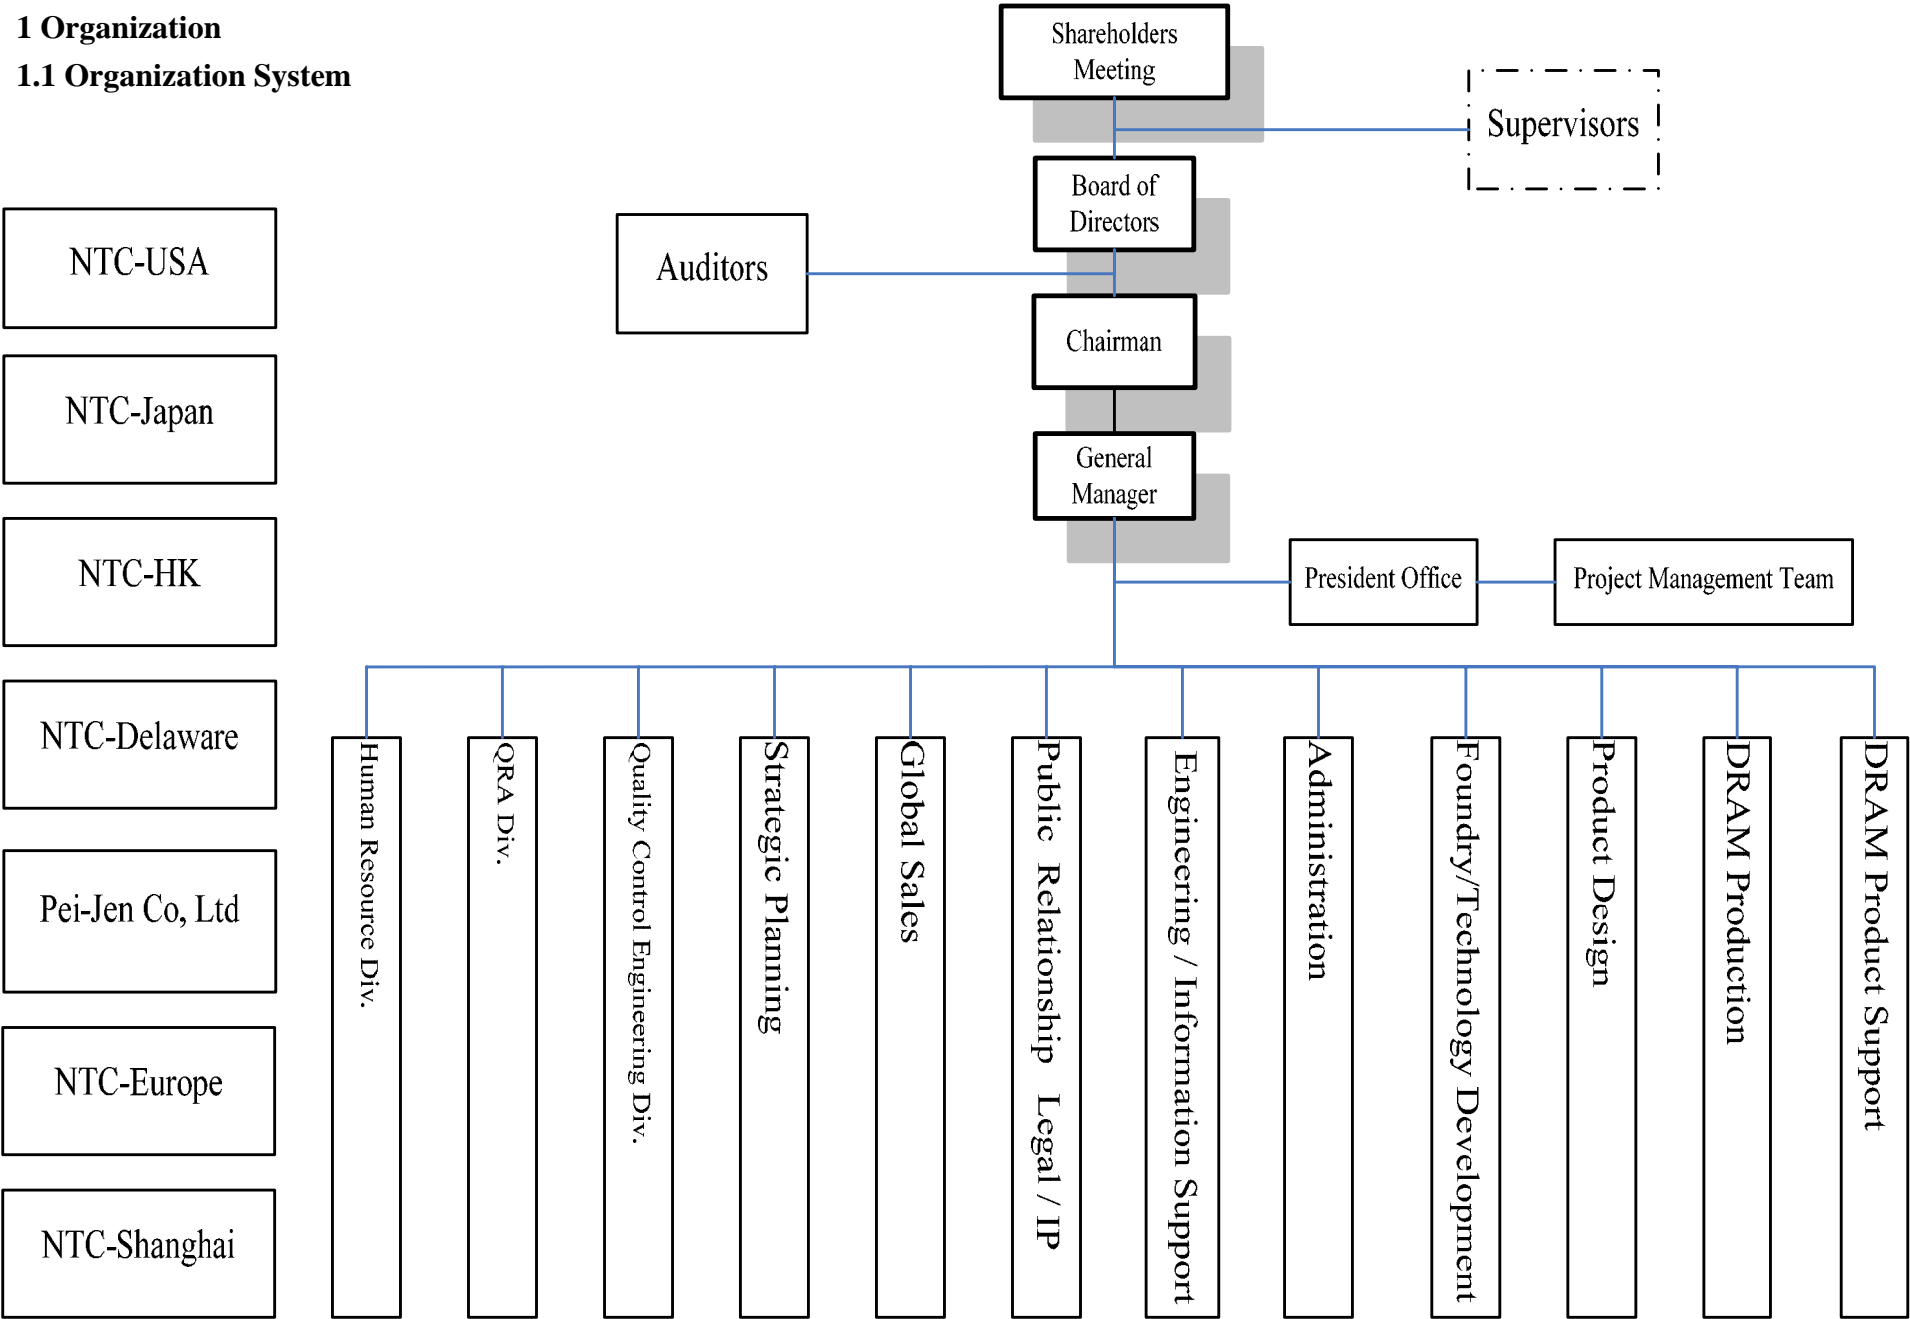 1 Organization
1.1 Organization System
Shareholders
Meeting
Supervisors
Board of
Directors
Auditors
Chairman
General
Manager
President Office
Project Management Team
NTC-USA
NTC-Japan
NTC-HK
NTC-Delaware
Pei-Jen Co, Ltd
NTC-Europe
NTC-Shanghai
Human Resource Div.
QRA Div.
Quality Control Engineering Div.
Strategic Planning
Global Sales
Public Relationship Legal / IP
Engineering / Information Support
Administration
Foundry/Technology Development
Product Design
DRAM Production
DRAM Product Support